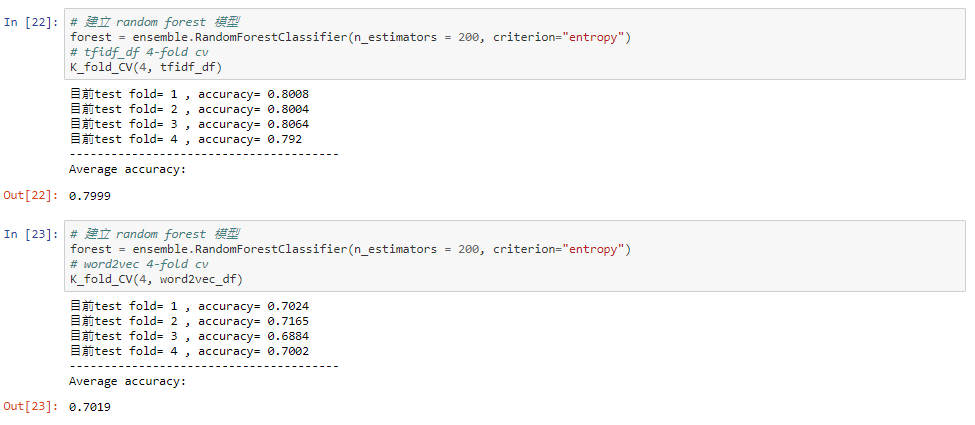 In [22]: # 建立 random forest 模型
forest = ensemble.RandomForestClassifier(n_estimators = 200, criterion="entropy")
# tfidf_df 4-fold cv
K_fold_CV(4, tfidf_df)
目前test fold= 1 , accuracy= 0.8008
目前test fold= 2 , accuracy= 0.8004
目前test fold= 3 , accuracy= 0.8064
目前test fold= 4 , accuracy= 0.792
---------------------------------------
Average accuracy:
Out[22]: 0.7999
In [23]: # 建立 random forest 模型
forest = ensemble.RandomForestClassifier(n_estimators = 200, criterion="entropy")
# word2vec 4-fold cv
K_fold_CV(4, word2vec_df)
目前test fold= 1 , accuracy= 0.7024
目前test fold= 2 , accuracy= 0.7165
目前test fold= 3 , accuracy= 0.6884
目前test fold= 4 , accuracy= 0.7002
---------------------------------------
Average accuracy:
Out[23]: 0.7019